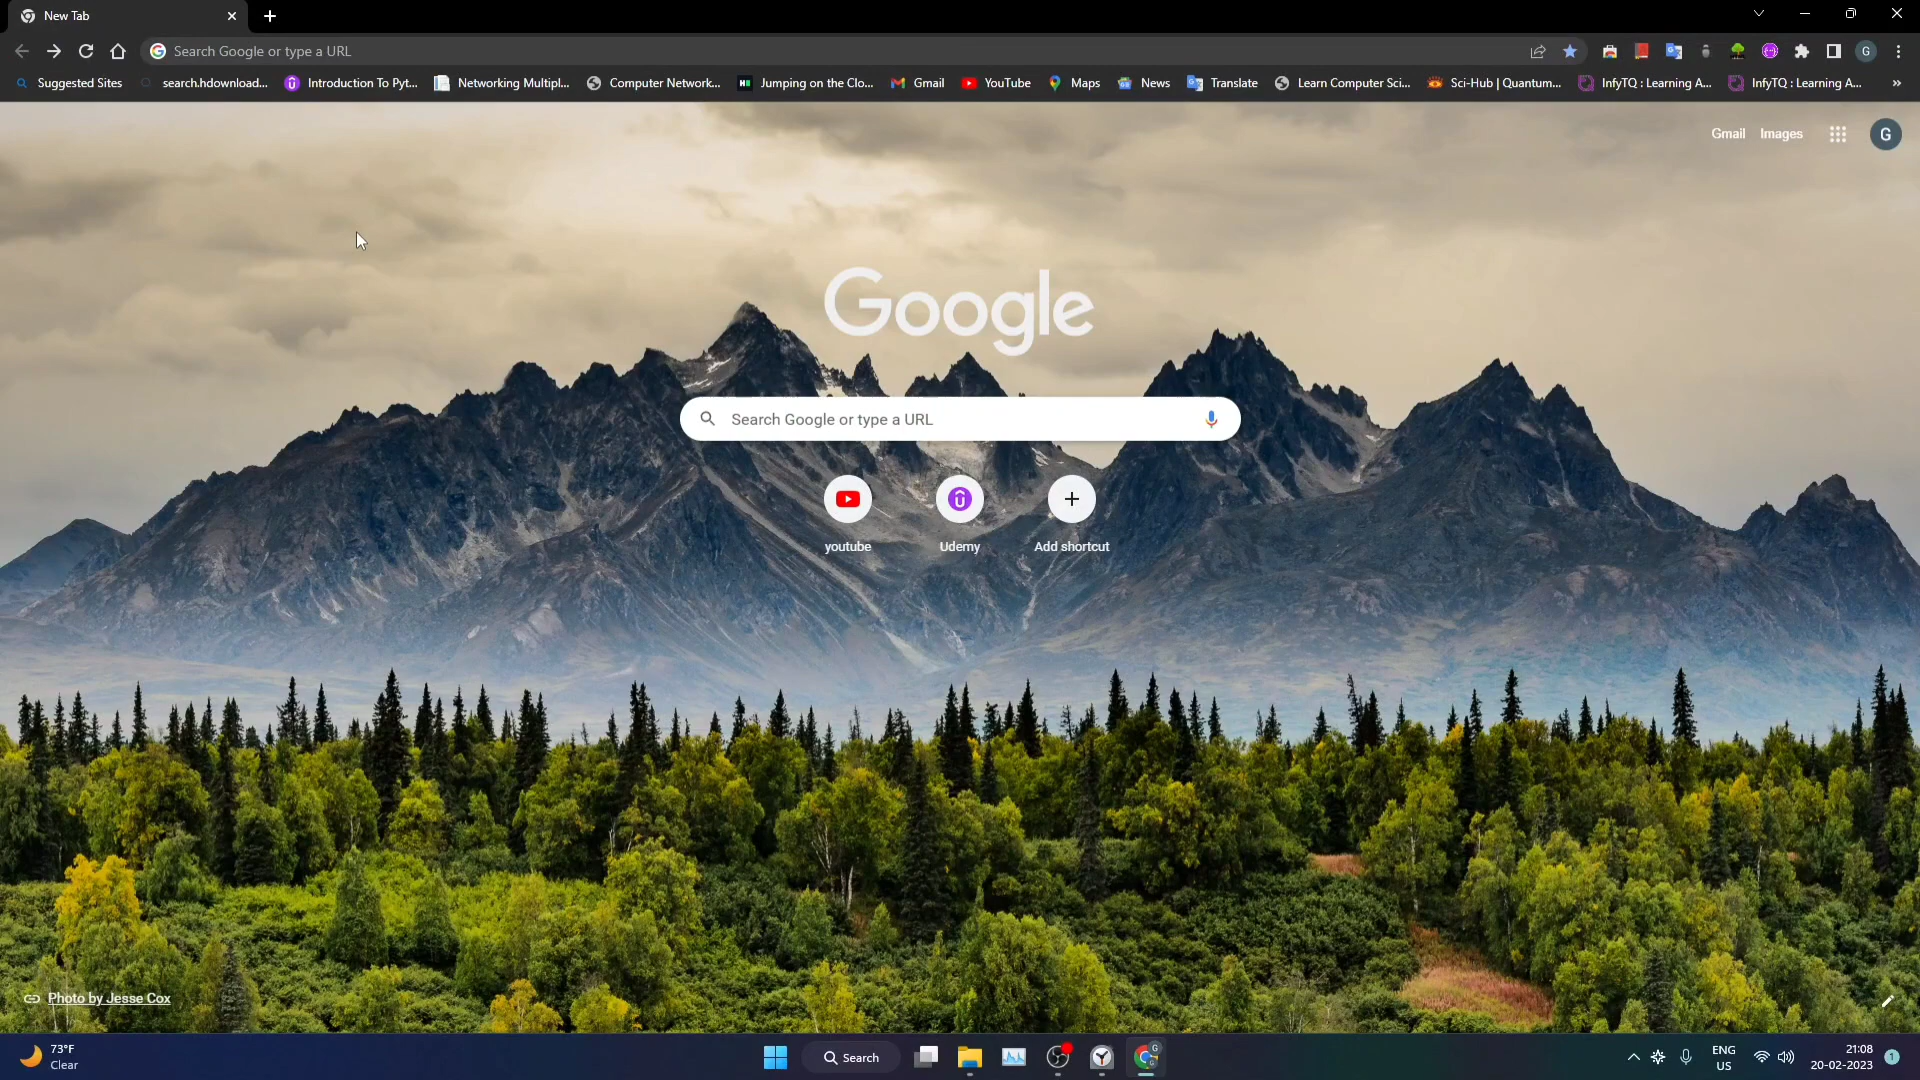 New Tab
Search Google or type a URL
Suggested Sites
search.hdownload...
Introduction To Pyt...
Networking Multipl...
Computer Network...
Jumping on the Clo...
Gmail
YouTube
Maps
News
Translate
Learn Computer Sci...
Sci-Hub | Quantum...
InfyTQ : Learning A...
InfyTQ : Learning A...
Gmail
Images
G
Google
Search Google or type a URL
youtube
Udemy
Add shortcut
Photo by Jesse Cox
73°F
Clear
Search
ENG
US
21:08
20-02-2023
1